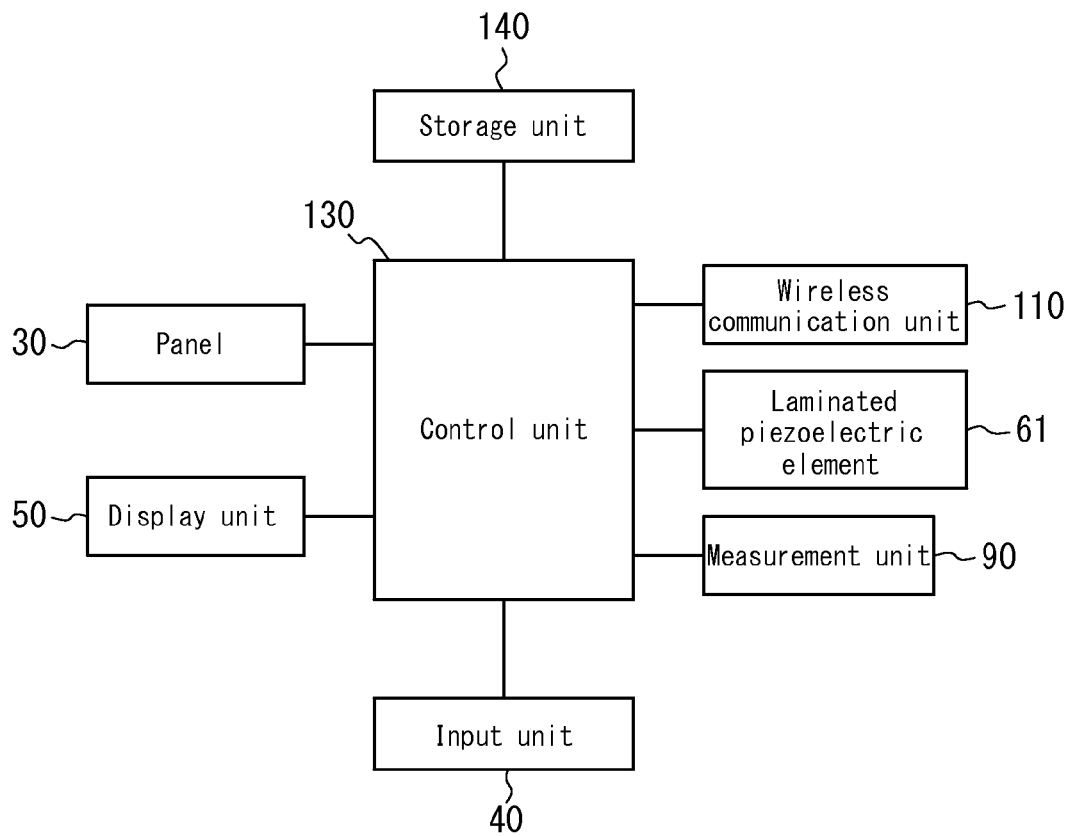 140
Storage unit
130
Wireless
communication unit
110
30
Panel
Laminated
piezoelectric
element
61
Control unit
50
Display unit
Measurement unit
90
Input unit
40